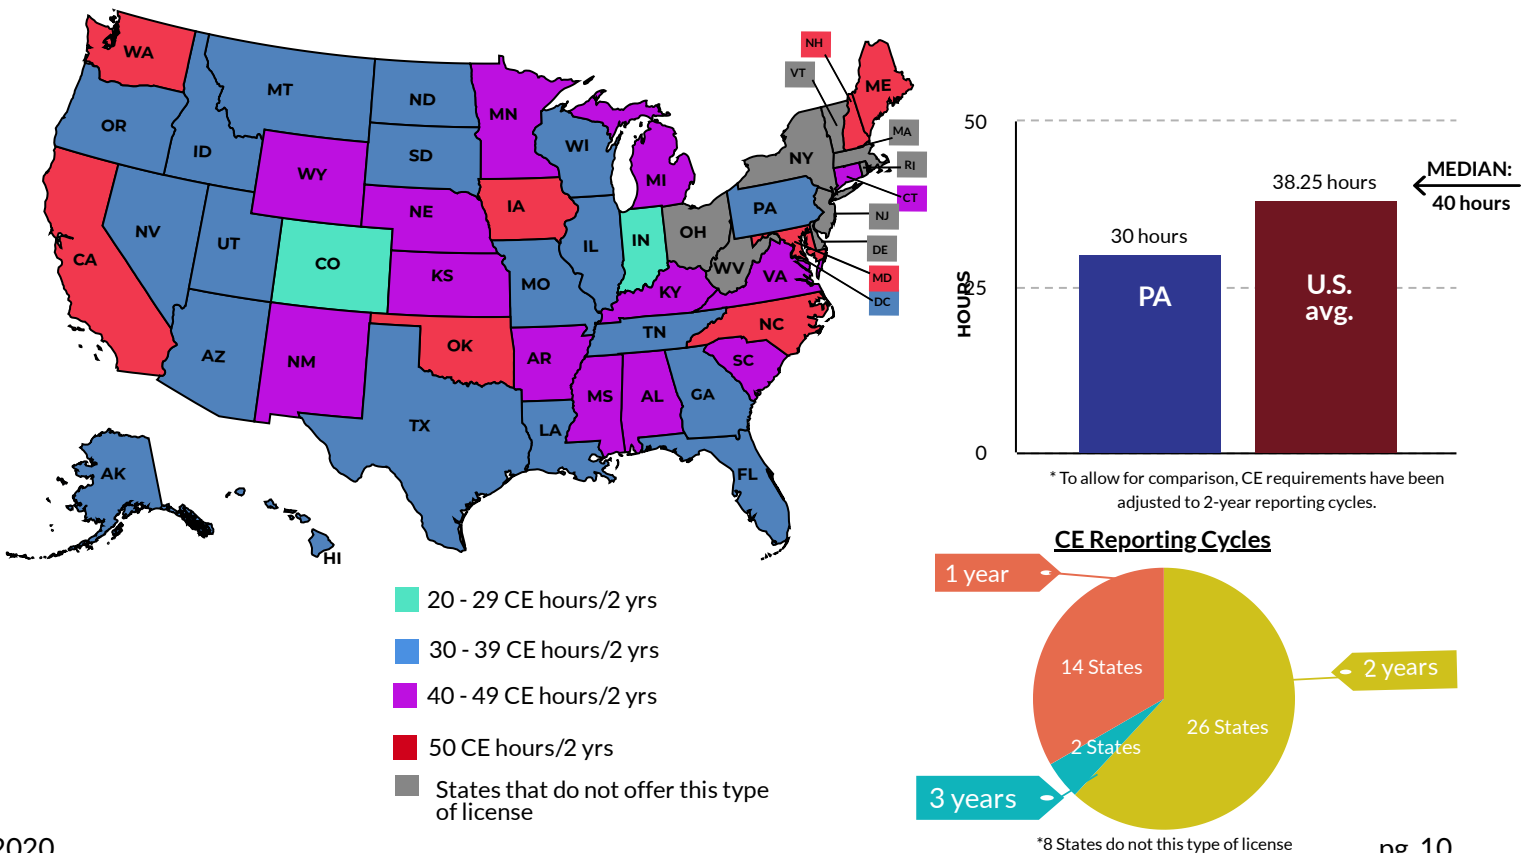 WA
MT
ND
MN
OR
ID
SD
WI
WY
MI
NE
IA
NV
UT
CO
KS
CA
IL
IN
OH
PA
NY
NH
VT
ME
MA
RI
CT
NJ
DE
MD
DC
WV
VA
KY
MO
TN
NC
AZ
NM
OK
AR
SC
MS
AL
GA
TX
LA
FL
AK
HI
20 - 29 CE hours/2 yrs
30 - 39 CE hours/2 yrs
40 - 49 CE hours/2 yrs
50 CE hours/2 yrs
States that do not offer this type
of license
50
25
0
HOURS
30 hours
PA
38.25 hours
U.S.
avg.
MEDIAN:
40 hours
* To allow for comparison, CE requirements have been
adjusted to 2-year reporting cycles.
CE Reporting Cycles
1 year
14 States
2 years
26 States
2 States
3 years
*8 States do not this type of license
2020
pg. 10